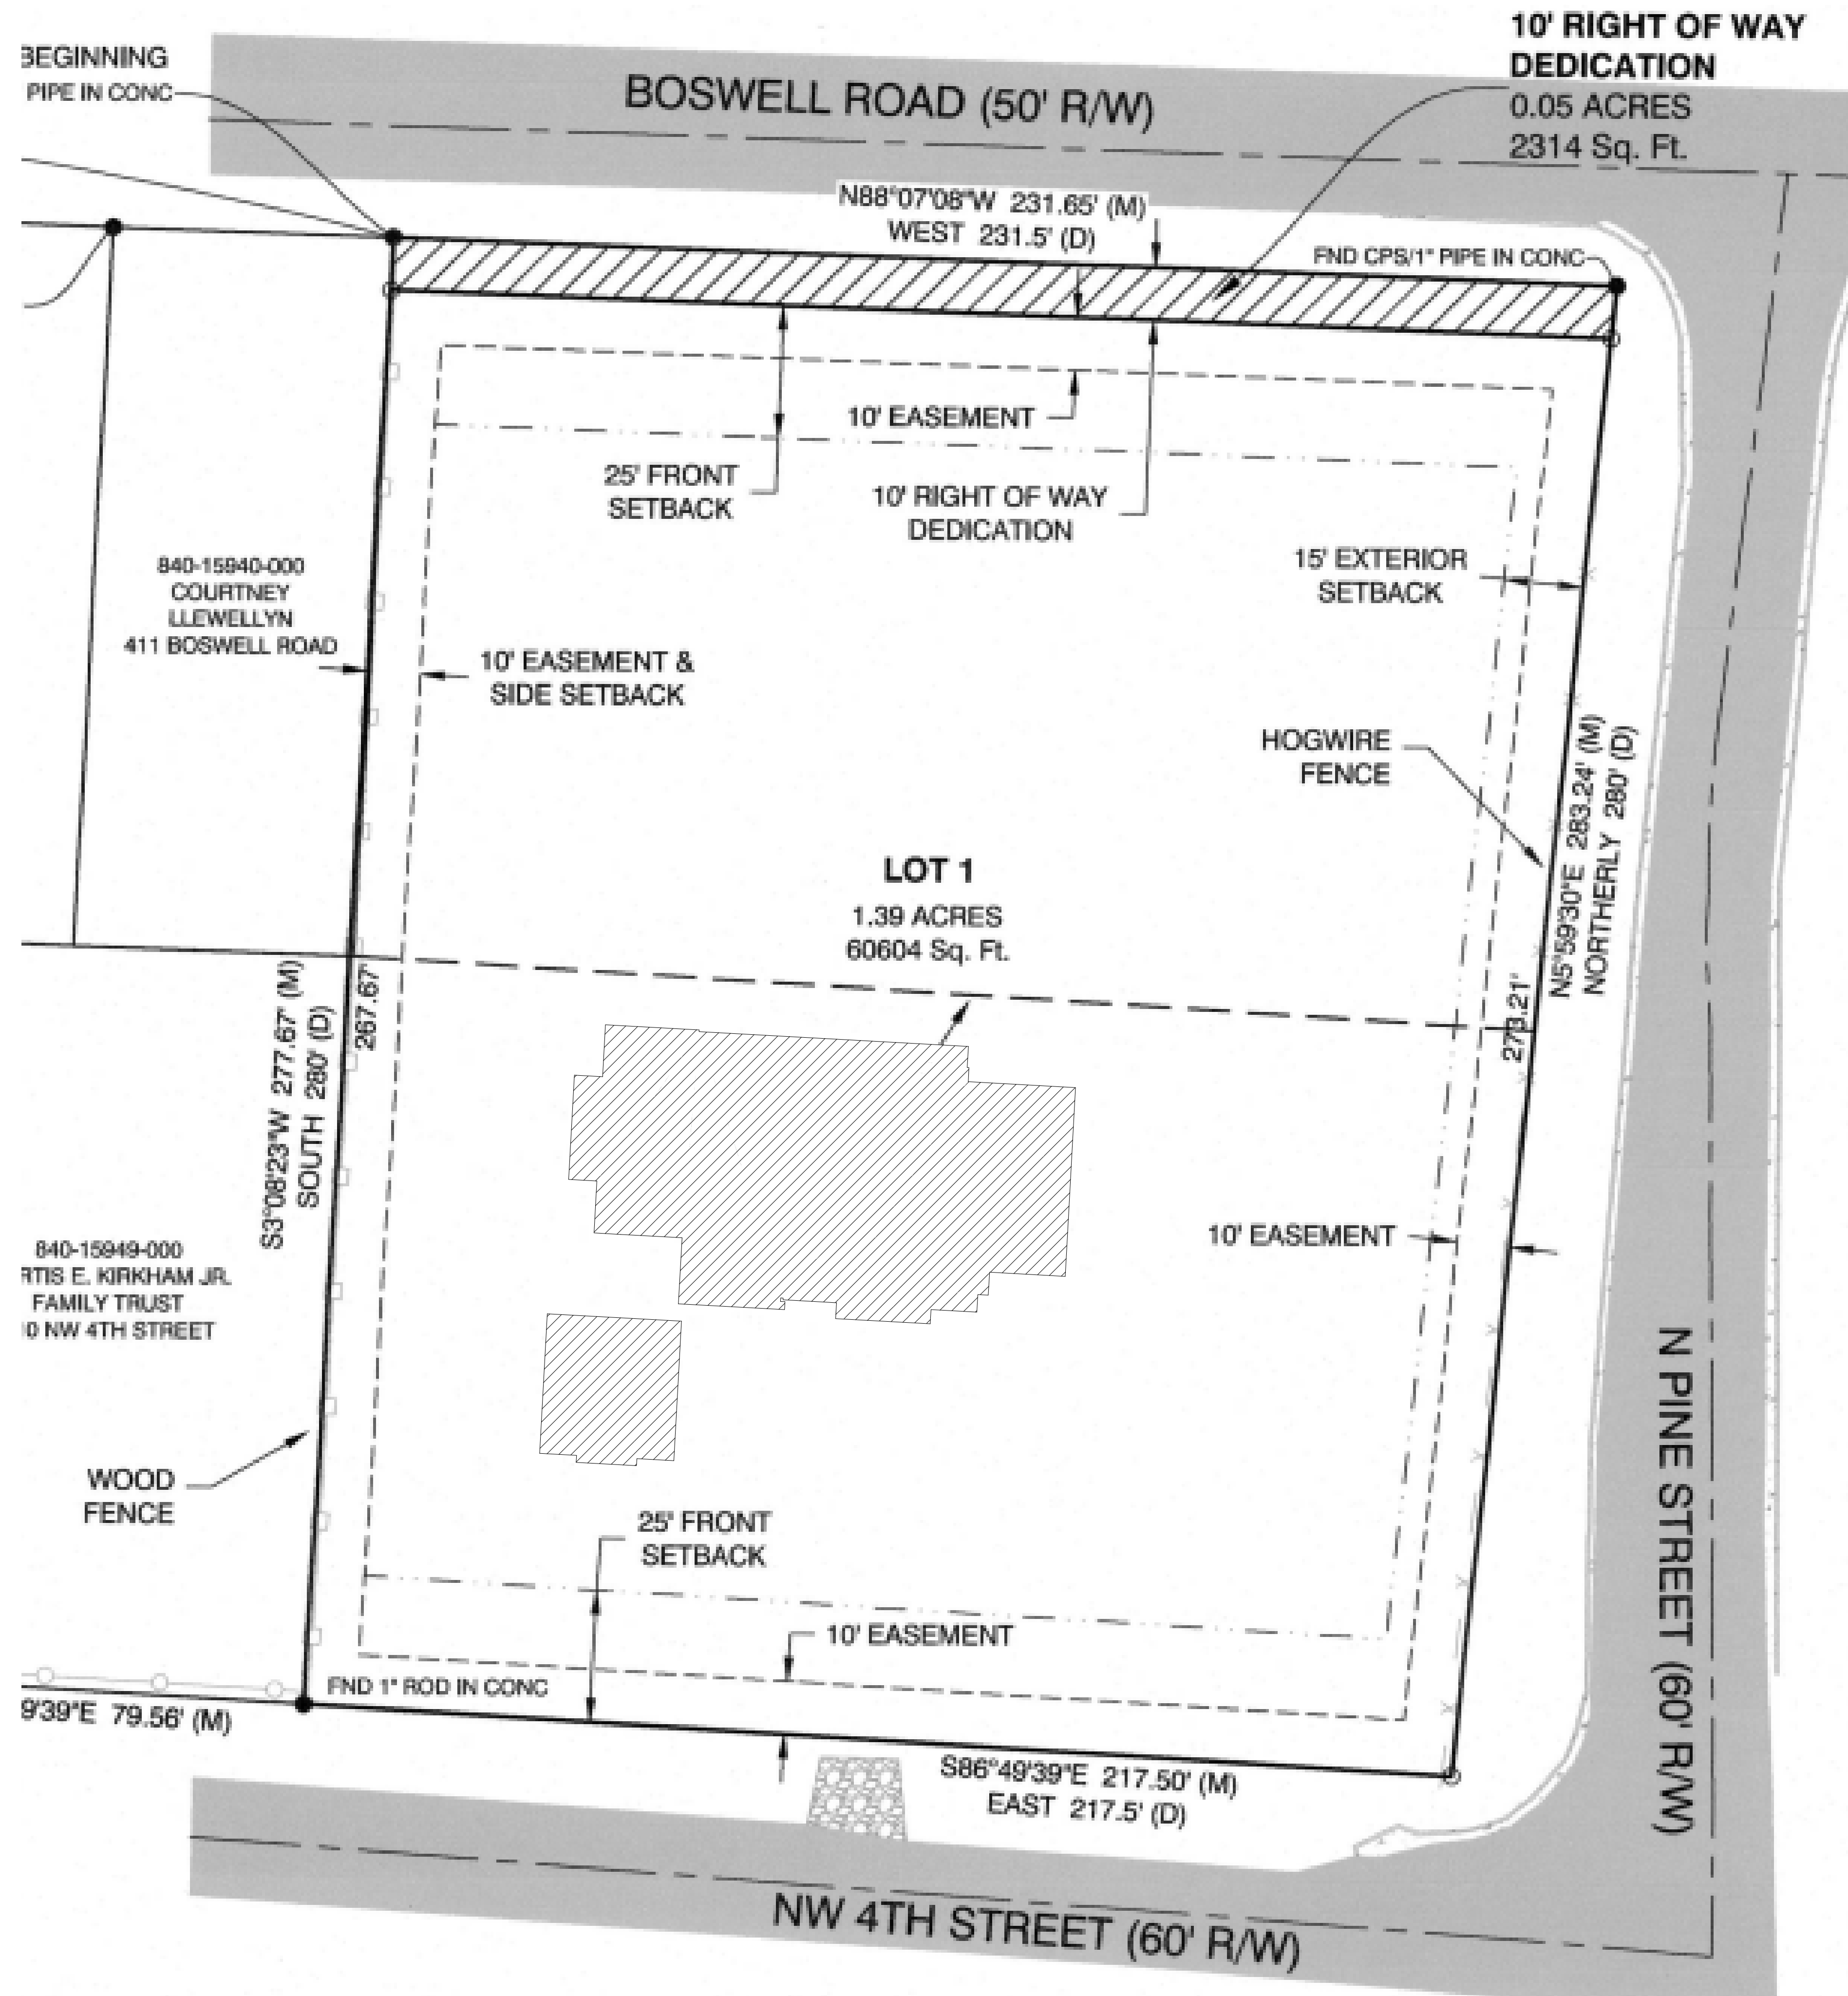 10' RIGHT OF WAY
DEDICATION
0.05 ACRES
2314 Sq. Ft.
BEGINNING
PIPE IN CONC
BOSWELL ROAD (50' R/W)
N88°07'08"W 231.65' (M)
WEST 231.5' (D)
FND CPS/1" PIPE IN CONC
10' EASEMENT
25' FRONT
SETBACK
10' RIGHT OF WAY
DEDICATION
15' EXTERIOR
SETBACK
840-15940-000
COURTNEY
LLEWELLYN
411 BOSWELL ROAD
10' EASEMENT &
SIDE SETBACK
HOGWIRE
FENCE
N5°59'30"E 283.24' (M)
NORTHERLY 280' (D)
LOT 1
1.39 ACRES
60604 Sq. Ft.
273.21'
267.67'
S3°08'23"W 277.67' (M)
SOUTH 280' (D)
10' EASEMENT
840-15949-000
RTIS E. KIRKHAM JR.
FAMILY TRUST
0 NW 4TH STREET
WOOD
FENCE
25' FRONT
SETBACK
10' EASEMENT
FND 1" ROD IN CONC
9'39"E 79.56' (M)
S86°49'39"E 217.50' (M)
EAST 217.5' (D)
N PINE STREET (60' R/W)
NW 4TH STREET (60' R/W)